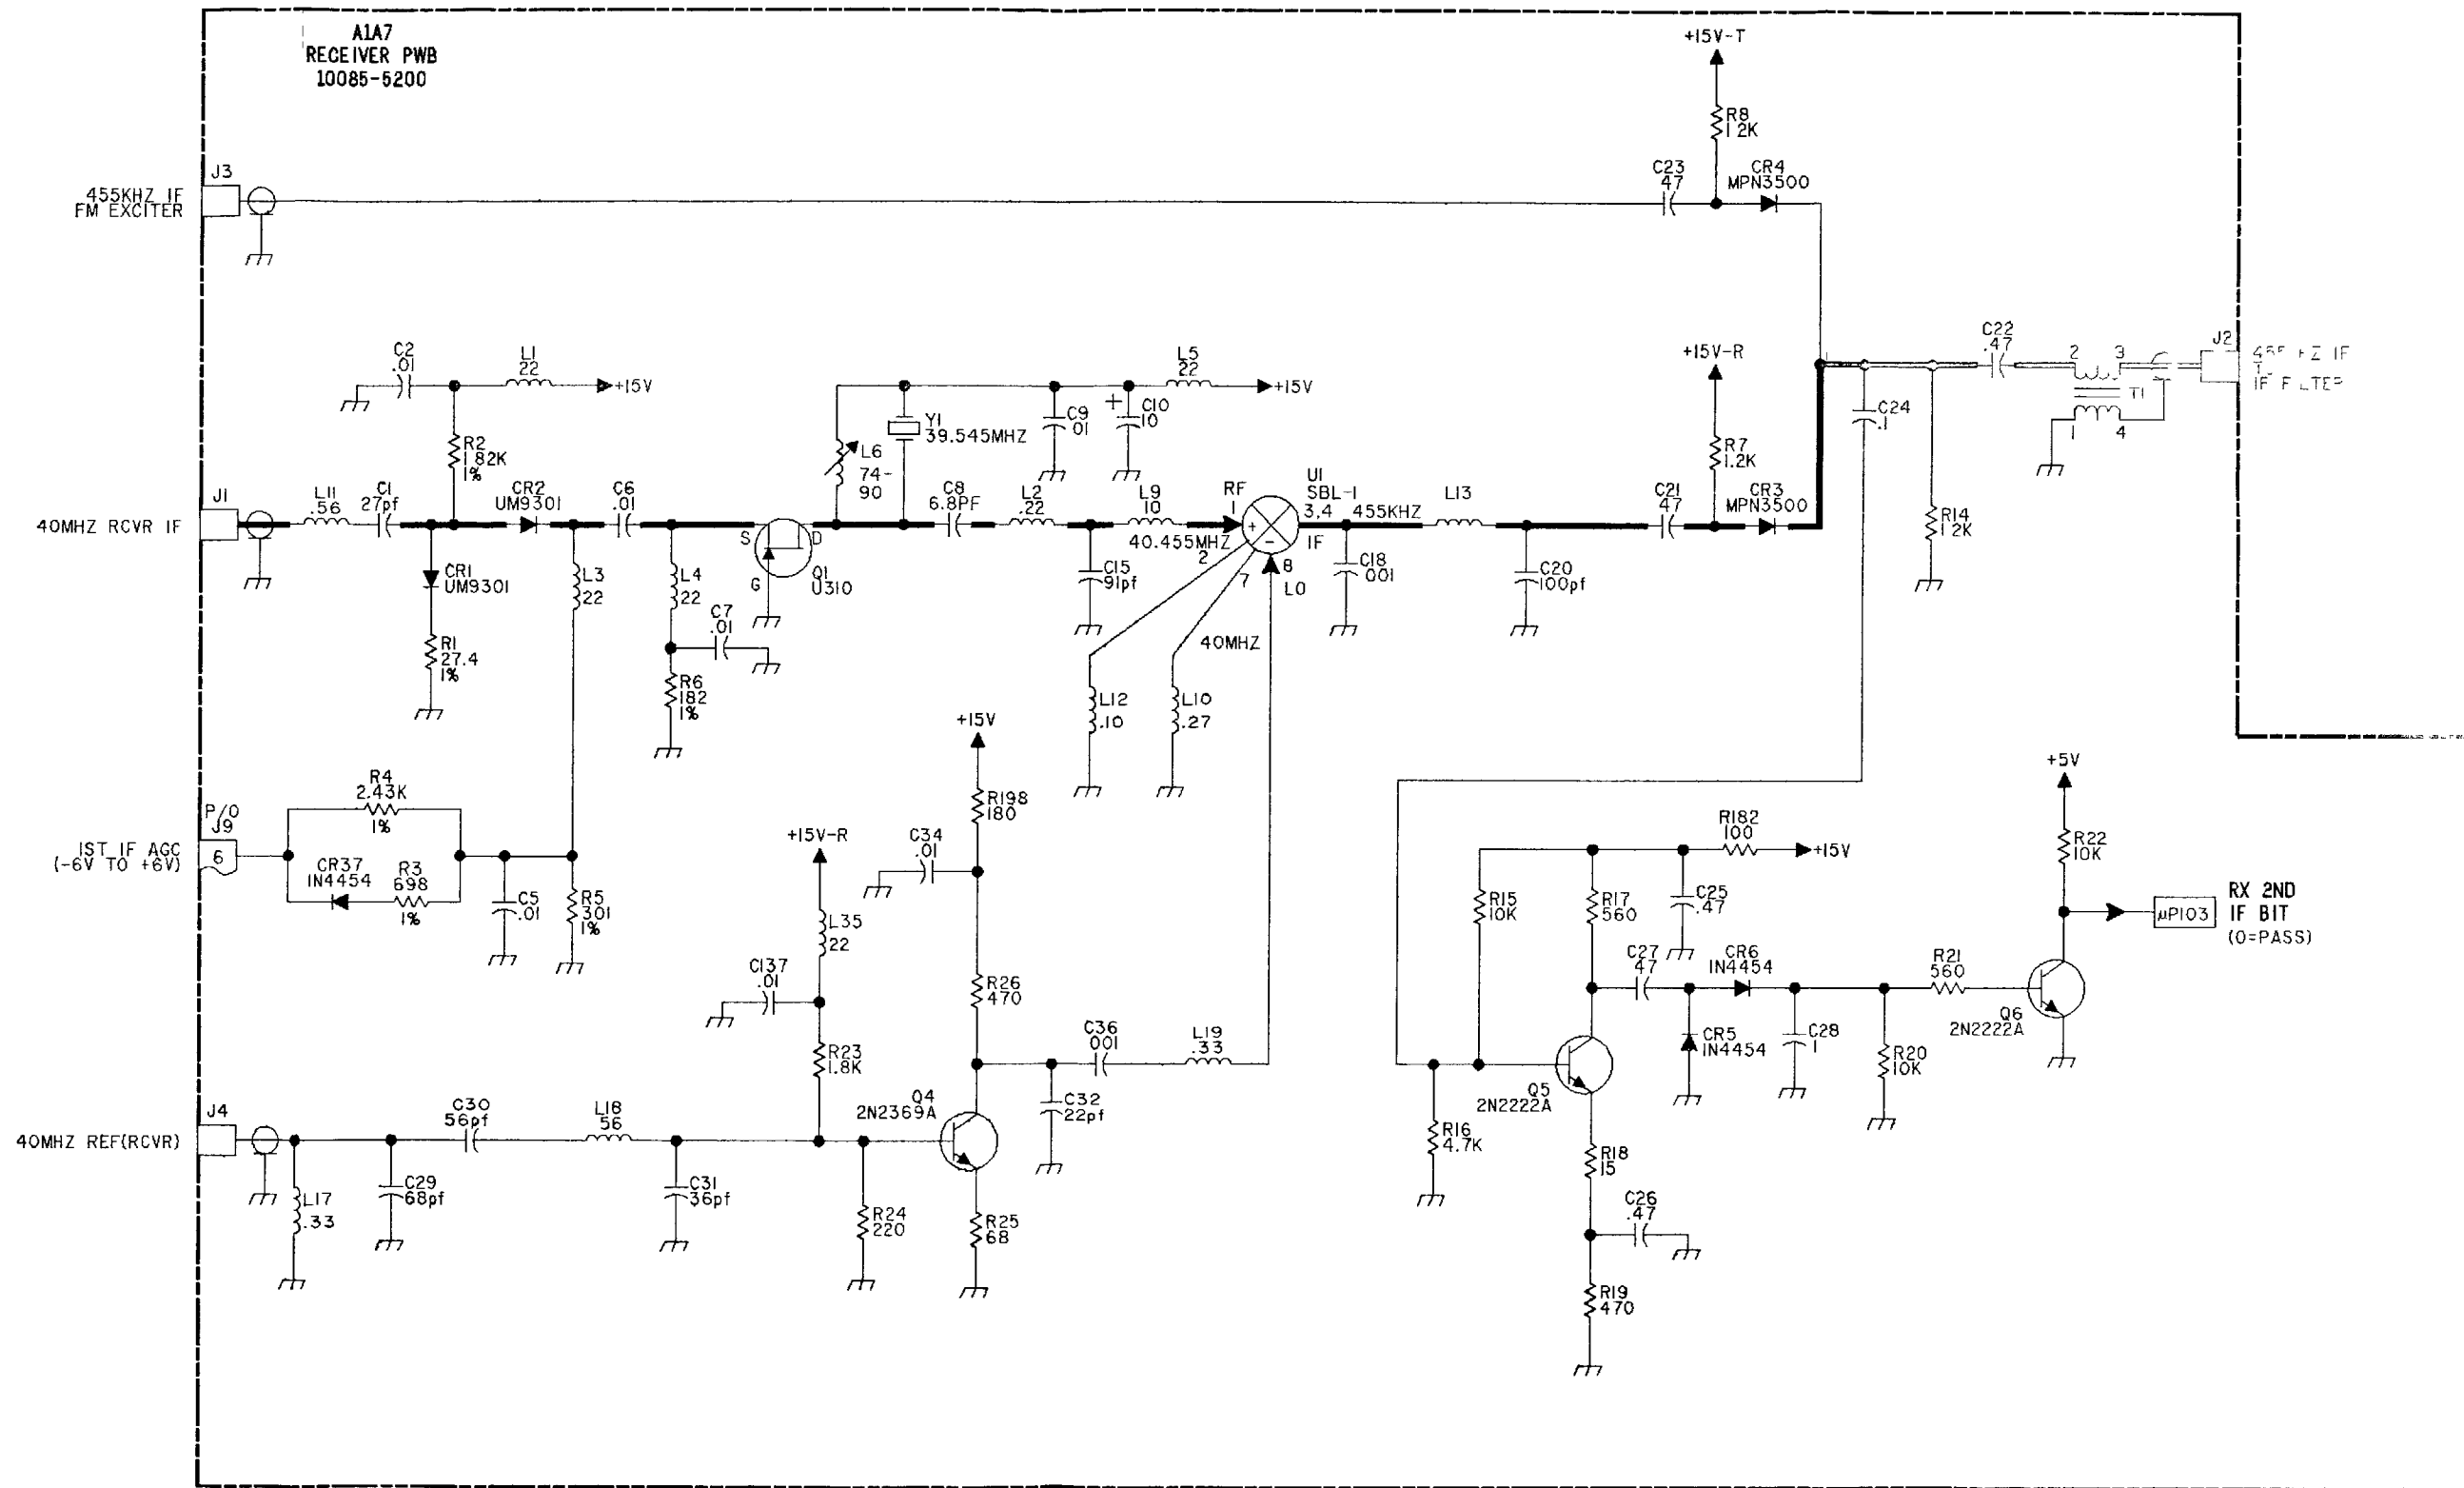 A1A7
RECEIVER PWB
10085-5200
+15V-T
R8
1.2K
J3
455KHZ IF
FM EXCITER
C23
.47
CR4
MPN3500
C2
.01
L1
22
+15V
R2
1.82K
1%
L5
22
+15V
Y1
39.545MHZ
C9
.01
+
C10
10
L6
74-
90
+15V-R
R7
1.2K
C22
.47
2
3
T1
1
4
J2
C24
.1
J1
40MHZ RCVR IF
L11
.56
C1
27pf
CR2
UM9301
C6
.01
S
D
G
Q1
U310
C8
6.8PF
L2
.22
L9
10
RF
1
40.455MHZ
2
7
+
-
8
LO
U1
SBL-1
3,4
455KHZ
IF
L13
C21
47
CR3
MPN3500
R14
1.2K
CR1
UM9301
R1
27.4
1%
L3
22
L4
22
C7
.01
R6
182
1%
C15
91pf
C18
.001
C20
100pf
40MHZ
L12
.10
L10
.27
P/O
J9
6
1ST IF AGC
(-6V TO +6V)
R4
2.43K
1%
CR37
1N4454
R3
698
1%
C5
.01
R5
301
1%
+15V
R198
180
C34
.01
+15V-R
L35
22
C137
.01
R23
1.8K
R26
470
C36
.001
L19
.33
C32
22pf
J4
40MHZ REF(RCVR)
L17
.33
C29
68pf
C30
56pf
L18
56
C31
36pf
R24
220
Q4
2N2369A
R25
68
R182
100
+15V
R15
10K
R17
560
C25
.47
C27
.47
CR6
1N4454
CR5
1N4454
C28
.1
R20
10K
R21
560
Q5
2N2222A
R16
4.7K
R18
15
C26
.47
R19
470
+5V
R22
10K
Q6
2N2222A
µP103
RX 2ND
IF BIT
(0=PASS)